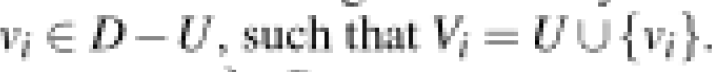 v_i ∈ D − U, such that V_i = U ∪ {v_i}.